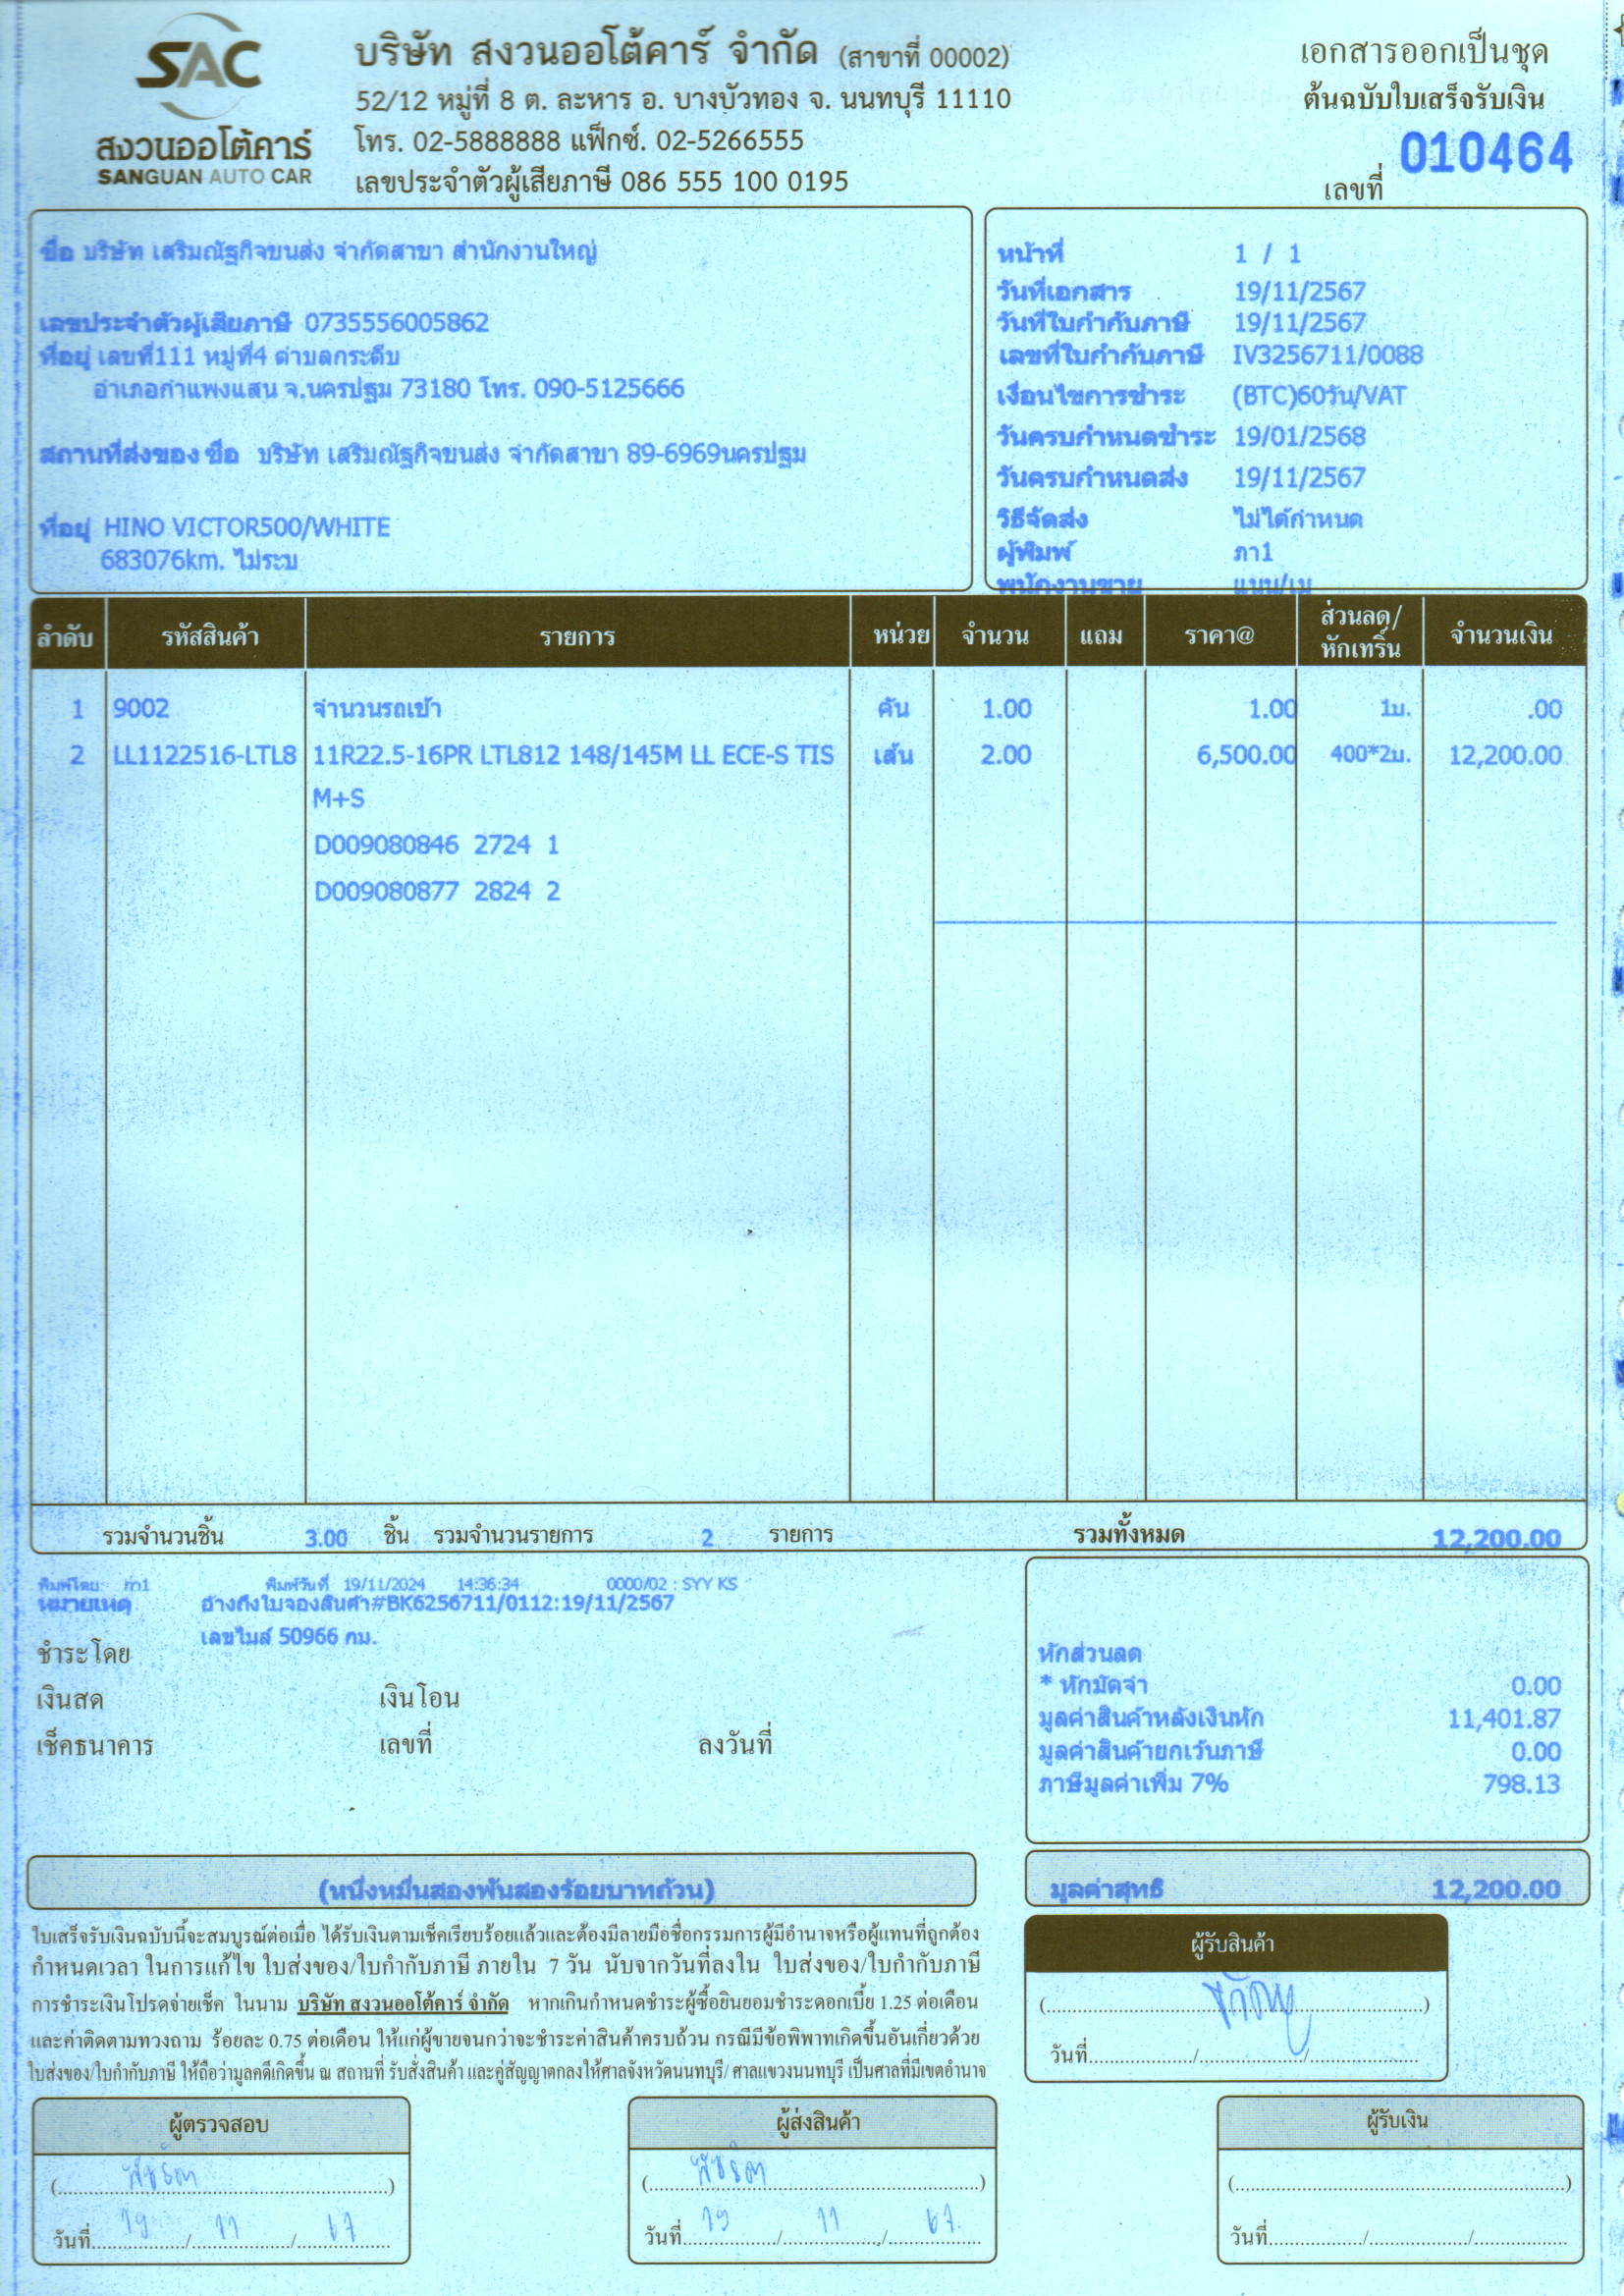 SAC
สงวนออโต้คาร์
SANGUAN AUTO CAR
บริษัท สงวนออโต้คาร์ จำกัด (สาขาที่ 00002)
52/12 หมู่ที่ 8 ต. ละหาร อ. บางบัวทอง จ. นนทบุรี 11110
โทร. 02-5888888 แฟ็กซ์. 02-5266555
เลขประจำตัวผู้เสียภาษี 086 555 100 0195
เอกสารออกเป็นชุด
ต้นฉบับใบเสร็จรับเงิน
เลขที่ 010464
ชื่อ บริษัท เสริมณัฐกิจขนส่ง จำกัดสาขา สำนักงานใหญ่
เลขประจำตัวผู้เสียภาษี 0735556005862
ที่อยู่ เลขที่111 หมู่ที่4 ตำบลกระตีบ
อำเภอกำแพงแสน จ.นครปฐม 73180 โทร. 090-5125666
สถานที่ส่งของ ชื่อ บริษัท เสริมณัฐกิจขนส่ง จำกัดสาขา 89-6969นครปฐม
ที่อยู่ HINO VICTOR500/WHITE
683076km. ไม่ระบ
หน้าที่ 1 / 1
วันที่เอกสาร 19/11/2567
วันที่ใบกำกับภาษี 19/11/2567
เลขที่ใบกำกับภาษี IV3256711/0088
เงื่อนไขการชำระ (BTC)60วัน/VAT
วันครบกำหนดชำระ 19/01/2568
วันครบกำหนดส่ง 19/11/2567
วิธีจัดส่ง ไม่ได้กำหนด
ผู้พิมพ์ ภา1
พนักงานขาย
ลำดับ รหัสสินค้า รายการ หน่วย จำนวน แถม ราคา@ ส่วนลด/หักเทริ์น จำนวนเงิน
1 9002 จำนวนรถเข้า คัน 1.00 1.00 1บ. .00
2 LL1122516-LTL8 11R22.5-16PR LTL812 148/145M LL ECE-S TIS เส้น 2.00 6,500.00 400*2บ. 12,200.00
M+S
D009080846 2724 1
D009080877 2824 2
รวมจำนวนชิ้น 3.00 ชิ้น รวมจำนวนรายการ 2 รายการ รวมทั้งหมด 12,200.00
พิมพ์โดย: ภา1 พิมพ์วันที่ 19/11/2024 14:36:34 0000/02 : SYY KS
หมายเหตุ อ้างถึงใบจองสินค้า#BK6256711/0112:19/11/2567
เลขไมล์ 50966 กม.
ชำระโดย
เงินสด เงินโอน
เช็คธนาคาร เลขที่ ลงวันที่
หักส่วนลด
* หักมัดจำ 0.00
มูลค่าสินค้าหลังเงินหัก 11,401.87
มูลค่าสินค้ายกเว้นภาษี 0.00
ภาษีมูลค่าเพิ่ม 7% 798.13
(หนึ่งหมื่นสองพันสองร้อยบาทถ้วน)
มูลค่าสุทธิ 12,200.00
ใบเสร็จรับเงินฉบับนี้จะสมบูรณ์ต่อเมื่อ ได้รับเงินตามเช็คเรียบร้อยแล้วและต้องมีลายมือชื่อกรรมการผู้มีอำนาจหรือผู้แทนที่ถูกต้อง
กำหนดเวลา ในการแก้ไข ใบส่งของ/ใบกำกับภาษี ภายใน 7 วัน นับจากวันที่ลงใน ใบส่งของ/ใบกำกับภาษี
การชำระเงินโปรดจ่ายเช็ค ในนาม บริษัท สงวนออโต้คาร์ จำกัด หากเกินกำหนดชำระผู้ซื้อยินยอมชำระดอกเบี้ย 1.25 ต่อเดือน
และค่าติดตามทวงถาม ร้อยละ 0.75 ต่อเดือน ให้แก่ผู้ขายจนกว่าจะชำระค่าสินค้าครบถ้วน กรณีมีข้อพิพาทเกิดขึ้นอันเกี่ยวด้วย
ใบส่งของ/ใบกำกับภาษี ให้ถือว่ามูลคดีเกิดขึ้น ณ สถานที่ รับสั่งสินค้า และคู่สัญญาตกลงให้ศาลจังหวัดนนทบุรี/ ศาลแขวงนนทบุรี เป็นศาลที่มีเขตอำนาจ
ผู้รับสินค้า
วันที่
ผู้ตรวจสอบ
วันที่ 19 / 11 / 67
ผู้ส่งสินค้า
วันที่ 19 / 11 / 67
ผู้รับเงิน
วันที่